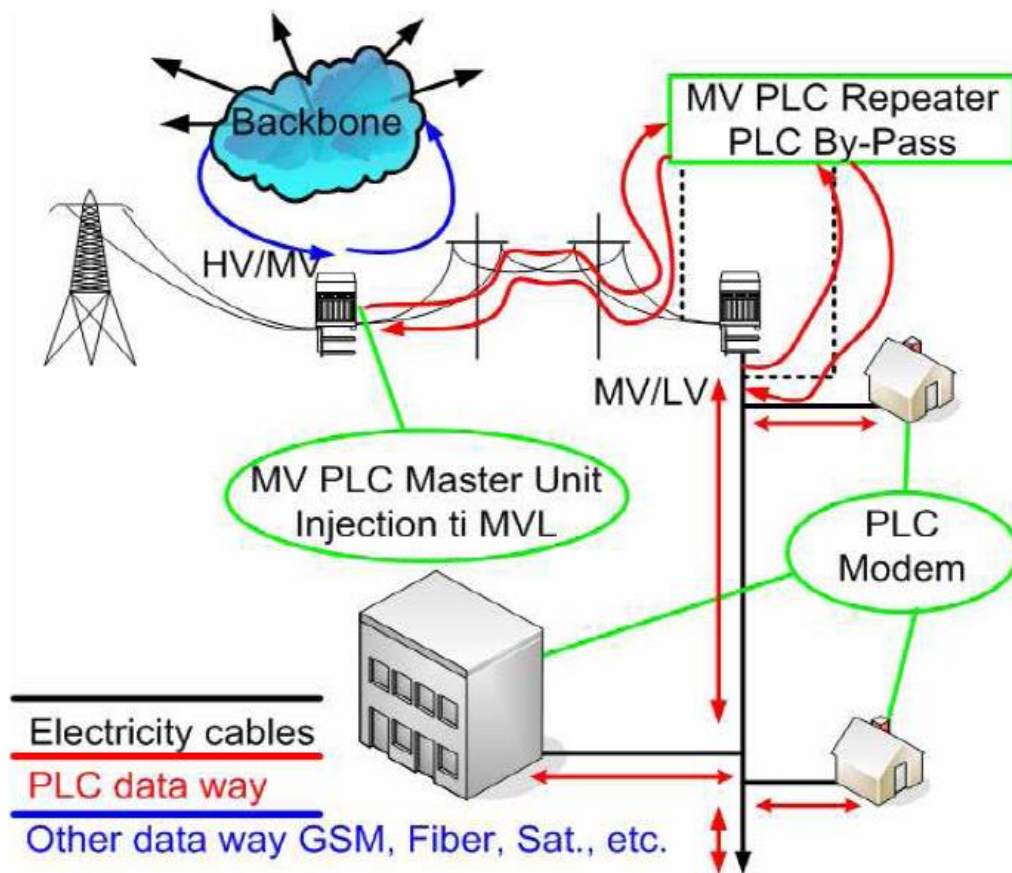 Backbone
MV PLC Repeater
PLC By-Pass
HV/MV
MV/LV
MV PLC Master Unit
Injection ti MVL
PLC
Modem
Electricity cables
PLC data way
Other data way GSM, Fiber, Sat., etc.